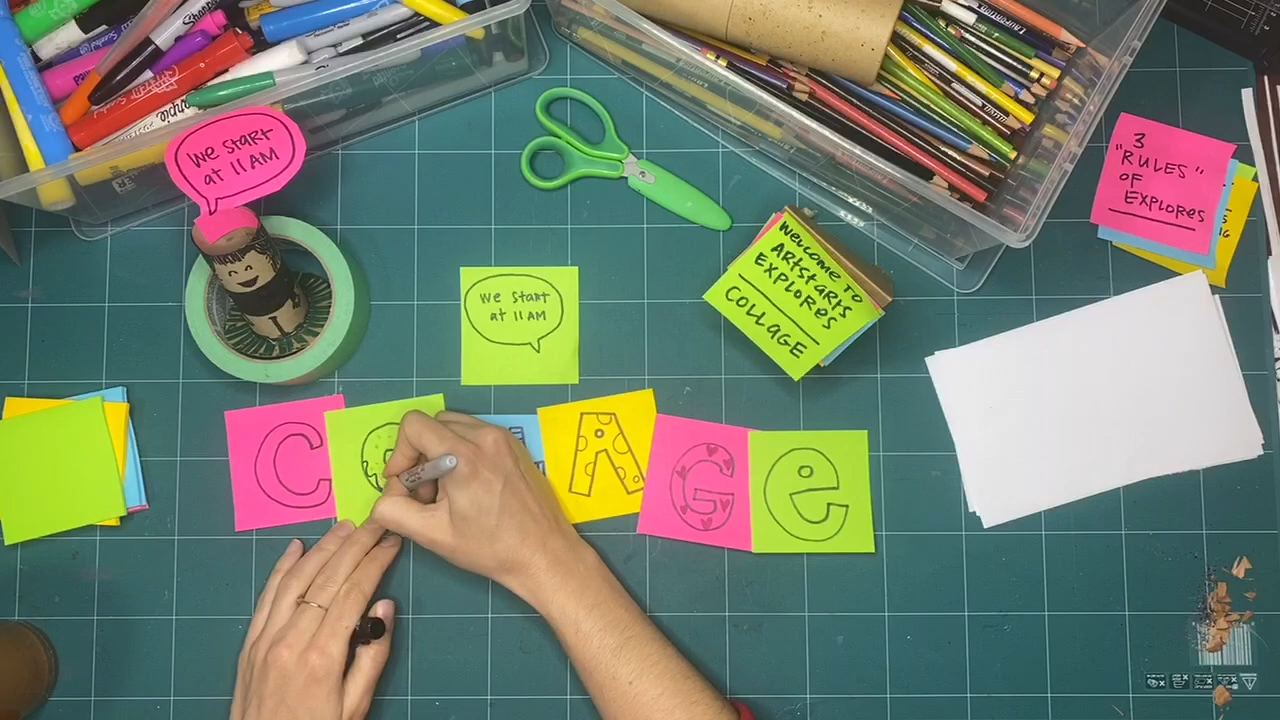 Sharpie
We Start
at 11 AM
We Start
at 11 AM
Welcome To
Artstarts
Explores
Collage
3
"Rules"
of
Explores
C
A
G
e